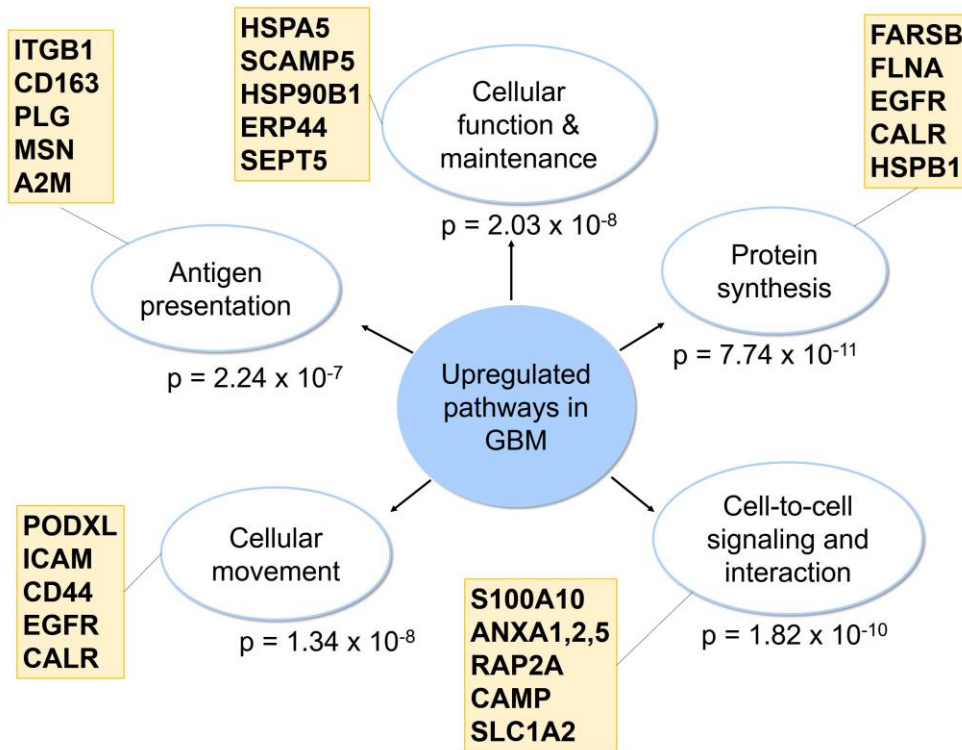 ITGB1
CD163
PLG
MSN
A2M
HSPA5
SCAMP5
HSP90B1
ERP44
SEPT5
Cellular
function &
maintenance
p = 2.03 x 10⁻⁸
FARSB
FLNA
EGFR
CALR
HSPB1
Antigen
presentation
p = 2.24 x 10⁻⁷
Protein
synthesis
p = 7.74 x 10⁻¹¹
Upregulated
pathways in
GBM
PODXL
ICAM
CD44
EGFR
CALR
Cellular
movement
p = 1.34 x 10⁻⁸
S100A10
ANXA1,2,5
RAP2A
CAMP
SLC1A2
Cell-to-cell
signaling and
interaction
p = 1.82 x 10⁻¹⁰